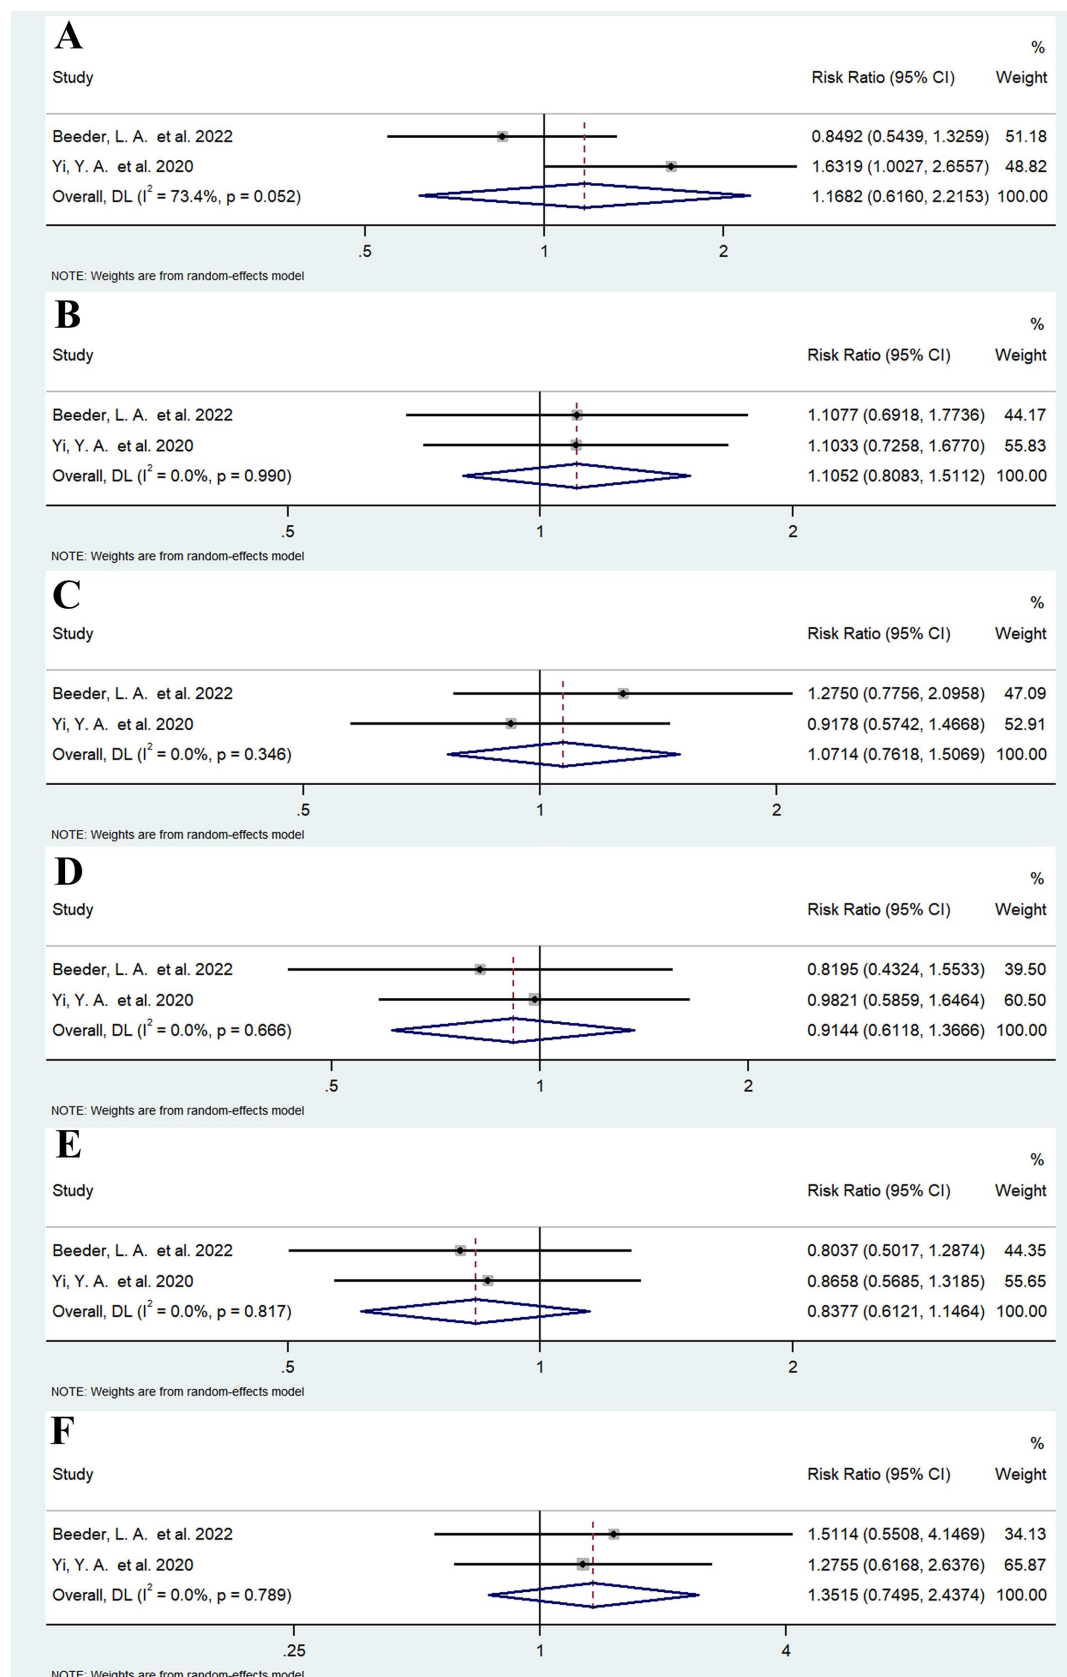 A
%
Study Risk Ratio (95% CI) Weight
Beeder, L. A. et al. 2022 0.8492 (0.5439, 1.3259) 51.18
Yi, Y. A. et al. 2020 1.6319 (1.0027, 2.6557) 48.82
Overall, DL (I² = 73.4%, p = 0.052) 1.1682 (0.6160, 2.2153) 100.00
.5 1 2
NOTE: Weights are from random-effects model
B
%
Study Risk Ratio (95% CI) Weight
Beeder, L. A. et al. 2022 1.1077 (0.6918, 1.7736) 44.17
Yi, Y. A. et al. 2020 1.1033 (0.7258, 1.6770) 55.83
Overall, DL (I² = 0.0%, p = 0.990) 1.1052 (0.8083, 1.5112) 100.00
.5 1 2
NOTE: Weights are from random-effects model
C
%
Study Risk Ratio (95% CI) Weight
Beeder, L. A. et al. 2022 1.2750 (0.7756, 2.0958) 47.09
Yi, Y. A. et al. 2020 0.9178 (0.5742, 1.4668) 52.91
Overall, DL (I² = 0.0%, p = 0.346) 1.0714 (0.7618, 1.5069) 100.00
.5 1 2
NOTE: Weights are from random-effects model
D
%
Study Risk Ratio (95% CI) Weight
Beeder, L. A. et al. 2022 0.8195 (0.4324, 1.5533) 39.50
Yi, Y. A. et al. 2020 0.9821 (0.5859, 1.6464) 60.50
Overall, DL (I² = 0.0%, p = 0.666) 0.9144 (0.6118, 1.3666) 100.00
.5 1 2
NOTE: Weights are from random-effects model
E
%
Study Risk Ratio (95% CI) Weight
Beeder, L. A. et al. 2022 0.8037 (0.5017, 1.2874) 44.35
Yi, Y. A. et al. 2020 0.8658 (0.5685, 1.3185) 55.65
Overall, DL (I² = 0.0%, p = 0.817) 0.8377 (0.6121, 1.1464) 100.00
.5 1 2
NOTE: Weights are from random-effects model
F
%
Study Risk Ratio (95% CI) Weight
Beeder, L. A. et al. 2022 1.5114 (0.5508, 4.1469) 34.13
Yi, Y. A. et al. 2020 1.2755 (0.6168, 2.6376) 65.87
Overall, DL (I² = 0.0%, p = 0.789) 1.3515 (0.7495, 2.4374) 100.00
.25 1 4
NOTE: Weights are from random-effects model